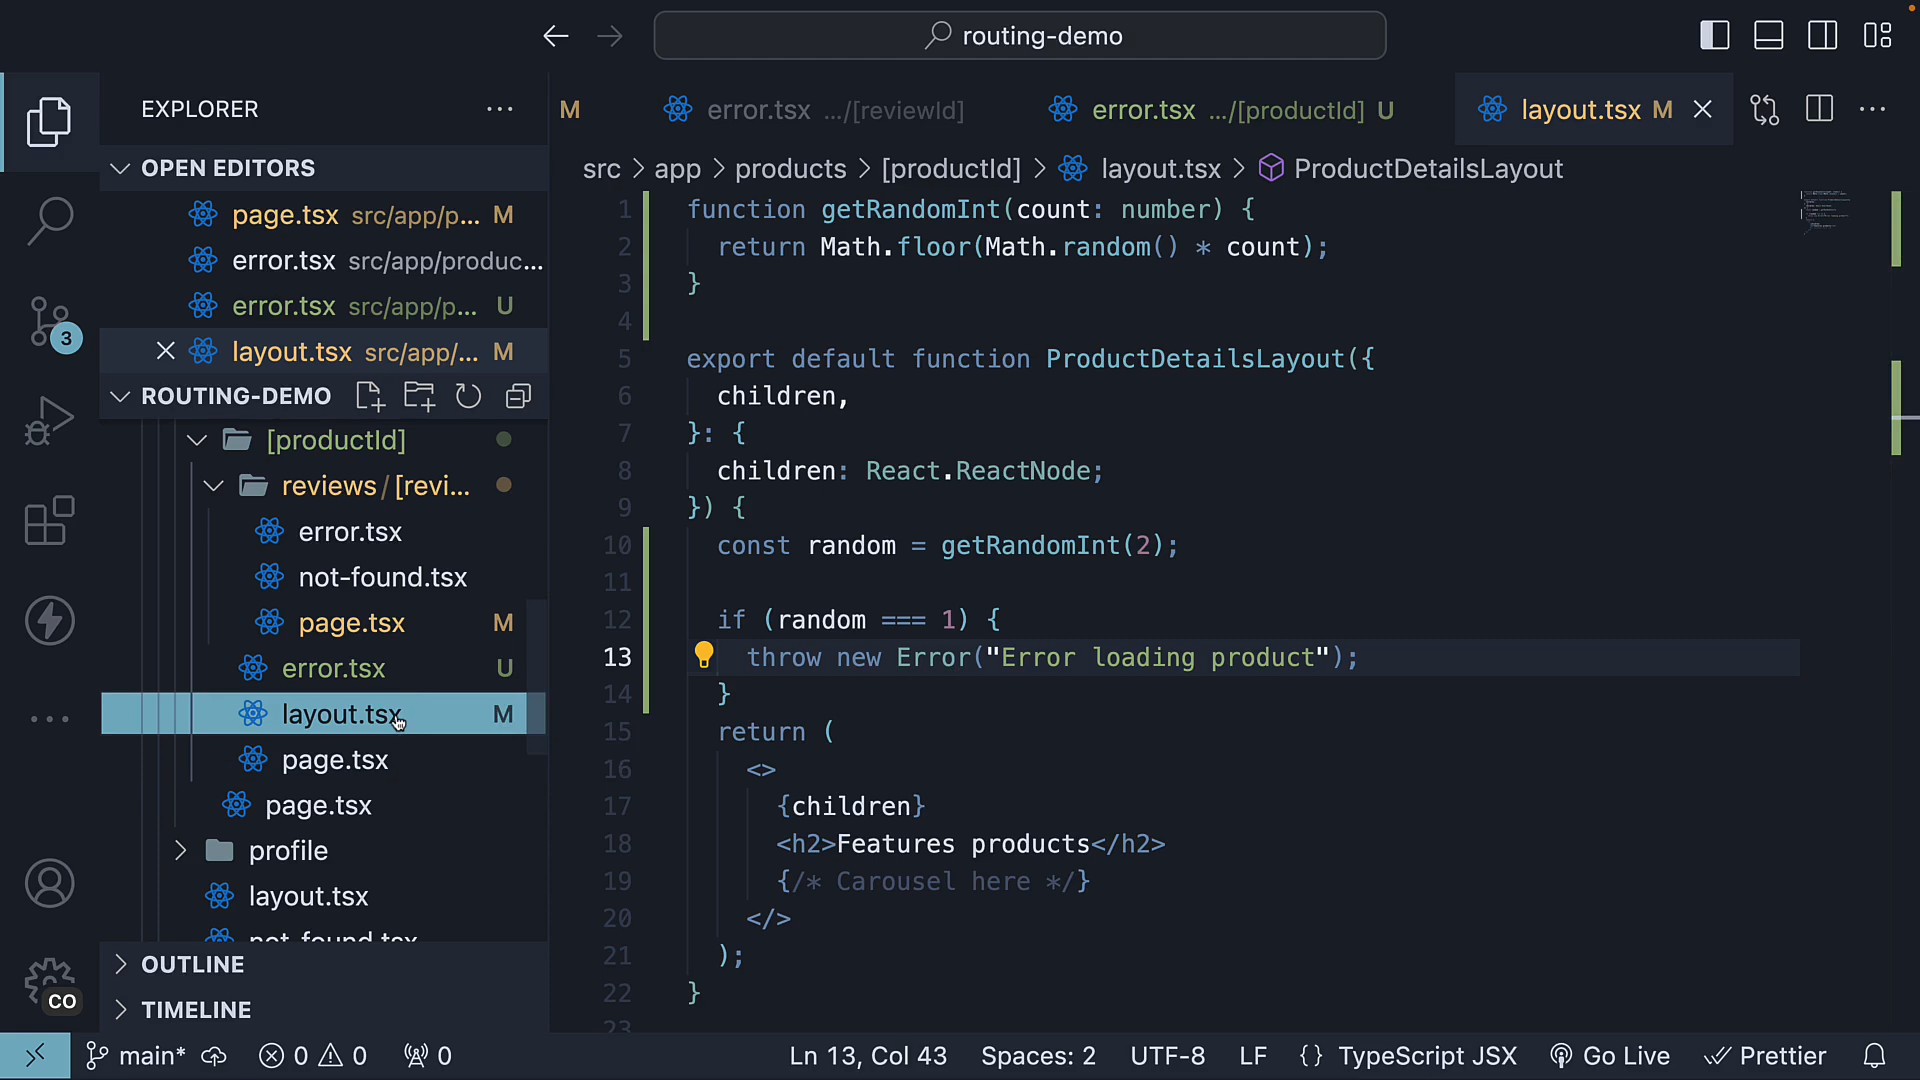 routing-demo
EXPLORER
OPEN EDITORS
page.tsx src/app/p... M
error.tsx src/app/produc...
error.tsx src/app/p... U
layout.tsx src/app/... M
ROUTING-DEMO
[productId]
reviews/[revi...
error.tsx
not-found.tsx
page.tsx M
error.tsx U
layout.tsx M
page.tsx
page.tsx
profile
layout.tsx
not-found.tsx
OUTLINE
TIMELINE
3
CO
M
error.tsx .../[reviewId]
error.tsx .../[productId] U
layout.tsx M
src > app > products > [productId] > layout.tsx > ProductDetailsLayout
1 function getRandomInt(count: number) {
2 return Math.floor(Math.random() * count);
3 }
4
5 export default function ProductDetailsLayout({
6 children,
7 }: {
8 children: React.ReactNode;
9 }) {
10 const random = getRandomInt(2);
11
12 if (random === 1) {
13 throw new Error("Error loading product");
14 }
15 return (
16 <>
17 {children}
18 <h2>Features products</h2>
19 {/* Carousel here */}
20 </>
21 );
22 }
23
main* 0 0 0 Ln 13, Col 43 Spaces: 2 UTF-8 LF {} TypeScript JSX Go Live Prettier